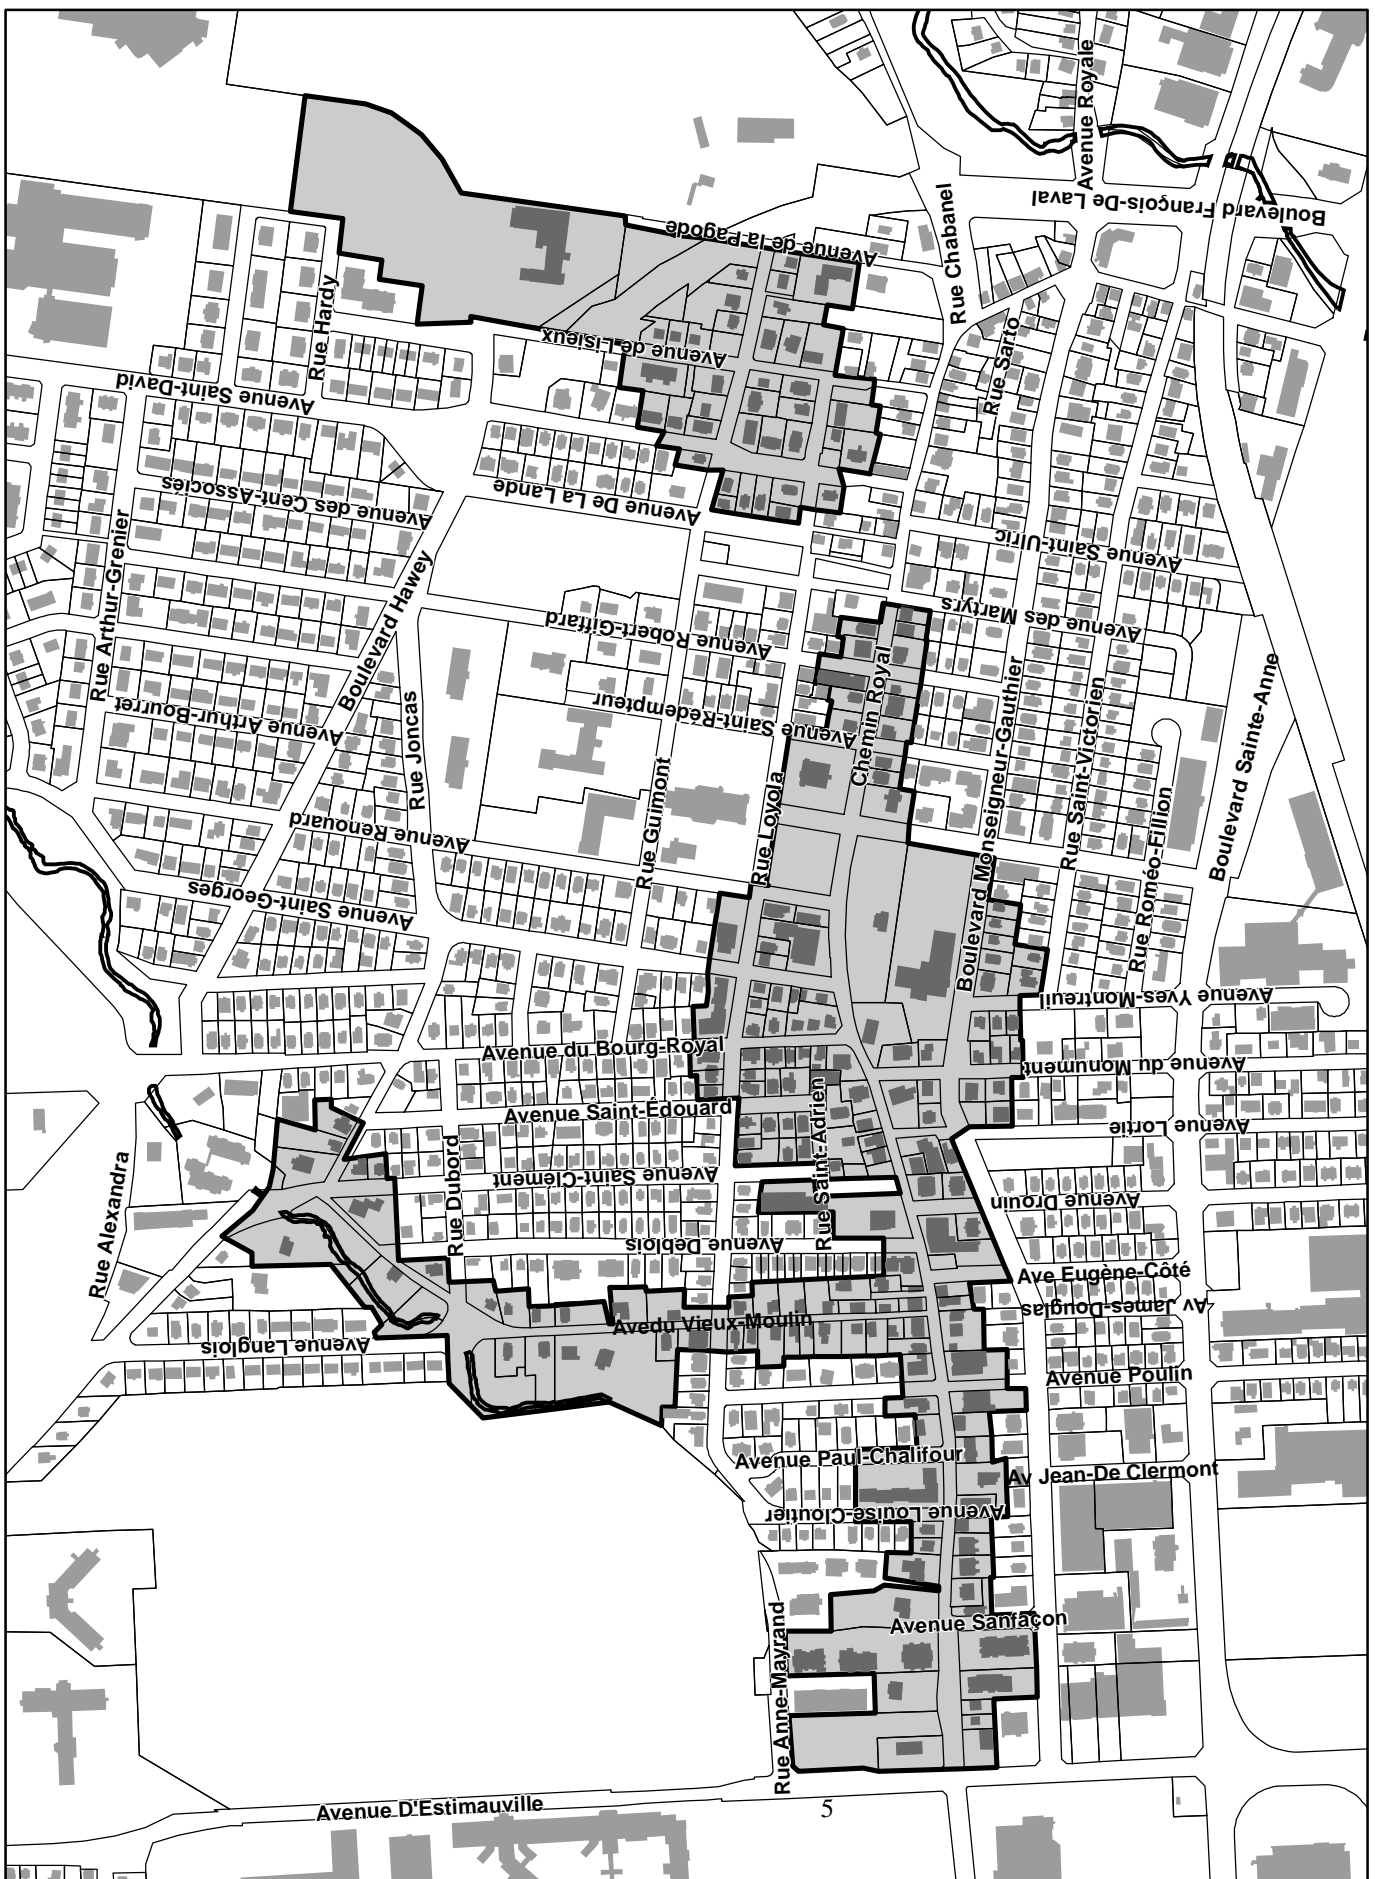 Avenue Royale
Boulevard François-De Laval
Rue Chabanel
Avenue de la Pagode
Rue Hardy
Avenue de Lisieux
Rue Sarto
Avenue Saint-David
Avenue des Cent-Associés
Avenue De La Lande
Rue Arthur-Grenier
Avenue Saint-Ulric
Boulevard Hawey
Avenue des Martyrs
Avenue Robert-Giffard
Avenue Saint-Rédempteur
Chemin Royal
Avenue Arthur-Bourret
Boulevard Monseigneur-Gauthier
Rue Saint-Victorien
Boulevard Sainte-Anne
Rue Joncas
Rue Guimont
Rue Loyola
Avenue Renouard
Rue Roméo-Fillion
Avenue Saint-Georges
Avenue Yves-Montreuil
Avenue du Bourg-Royal
Avenue du Monument
Avenue Saint-Édouard
Rue Saint-Adrien
Avenue Lortie
Rue Dubord
Avenue Saint-Clément
Avenue Drouin
Rue Alexandra
Avenue Deblois
Ave Eugène-Côté
Av James-Douglas
Avenue Langlois
Avedu Vieux-Moulin
Avenue Poulin
Avenue Paul-Chalifour
Av Jean-De Clermont
Avenue Louise-Cloutier
Avenue Sanfaçon
Rue Anne-Mayrand
Avenue D'Estimauville
5